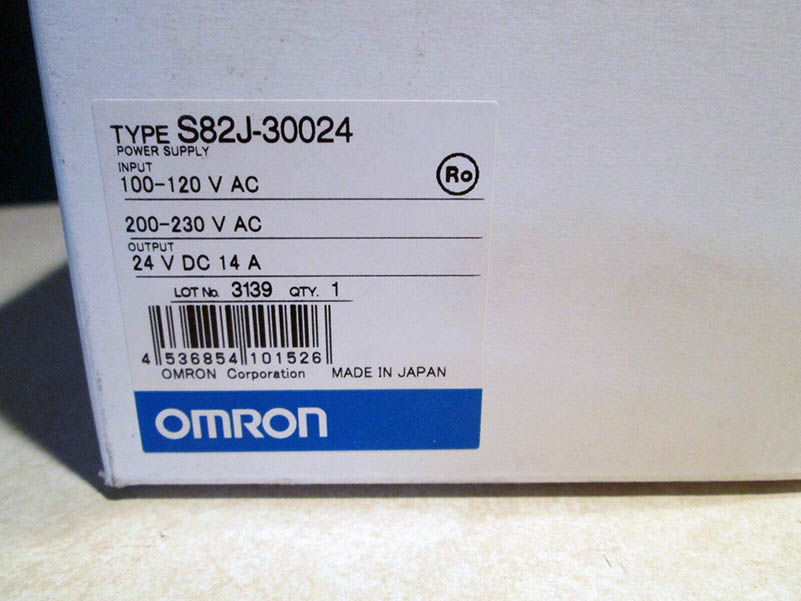 TYPE S82J-30024
POWER SUPPLY
INPUT
100-120 V AC
Ro
200-230 V AC
OUTPUT
24 V DC 14 A
LOT No. 3139 QTY. 1
4 536854 101526
OMRON Corporation MADE IN JAPAN
OMRON